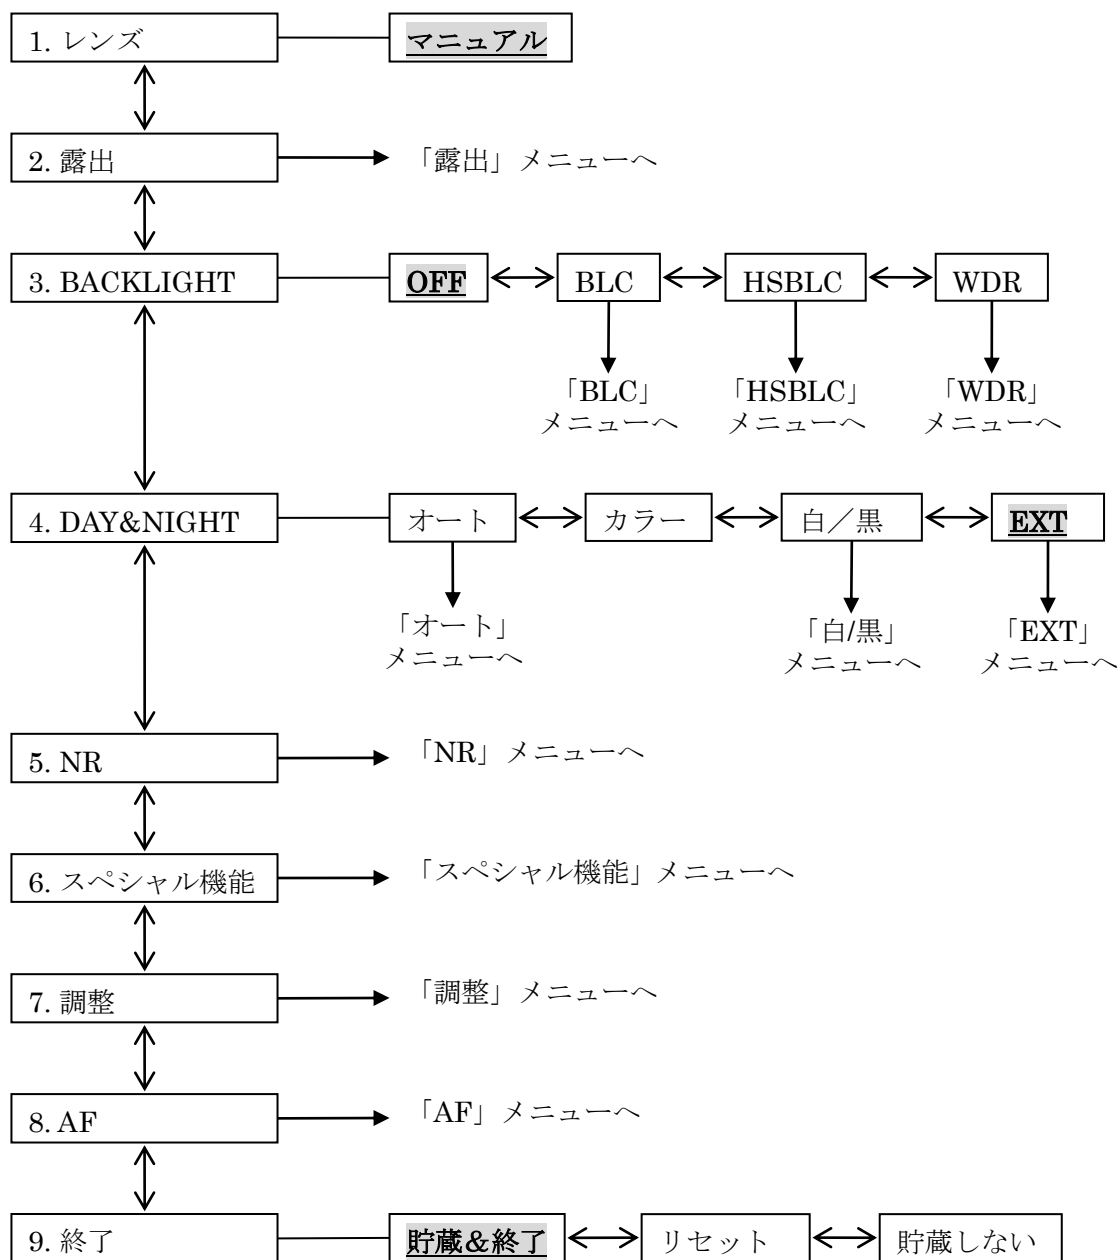 1. レンズ マニュアル
2. 露出 「露出」メニューへ
3. BACKLIGHT OFF BLC HSBLC WDR
「BLC」 「HSBLC」 「WDR」
メニューへ メニューへ メニューへ
4. DAY&NIGHT オート カラー 白／黒 EXT
「オート」 「白/黒」 「EXT」
メニューへ メニューへ メニューへ
5. NR 「NR」メニューへ
6. スペシャル機能 「スペシャル機能」メニューへ
7. 調整 「調整」メニューへ
8. AF 「AF」メニューへ
9. 終了 貯蔵＆終了 リセット 貯蔵しない